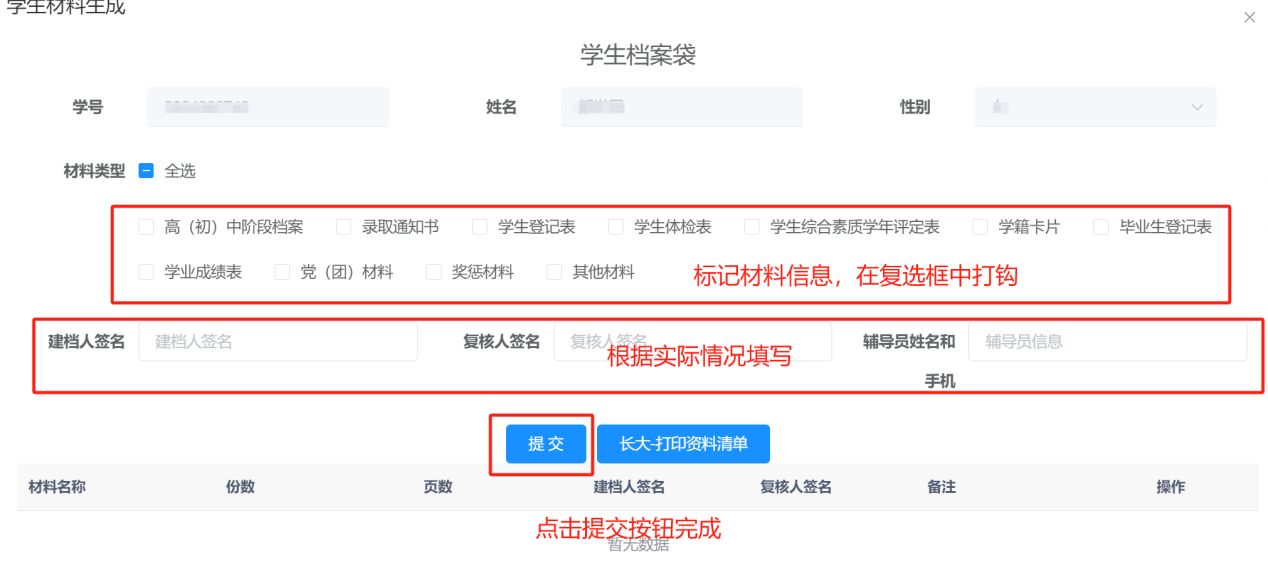 学生材料生成
学生档案袋
学号 姓名 性别
材料类型 全选
高（初）中阶段档案 录取通知书 学生登记表 学生体检表 学生综合素质学年评定表 学籍卡片 毕业生登记表
学业成绩表 党（团）材料 奖惩材料 其他材料 标记材料信息，在复选框中打钩
建档人签名 建档人签名 复核人签名 复核人签名 辅导员姓名和 辅导员信息
根据实际情况填写
手机
提交 长大-打印资料清单
材料名称 份数 页数 建档人签名 复核人签名 备注 操作
点击提交按钮完成
暂无数据